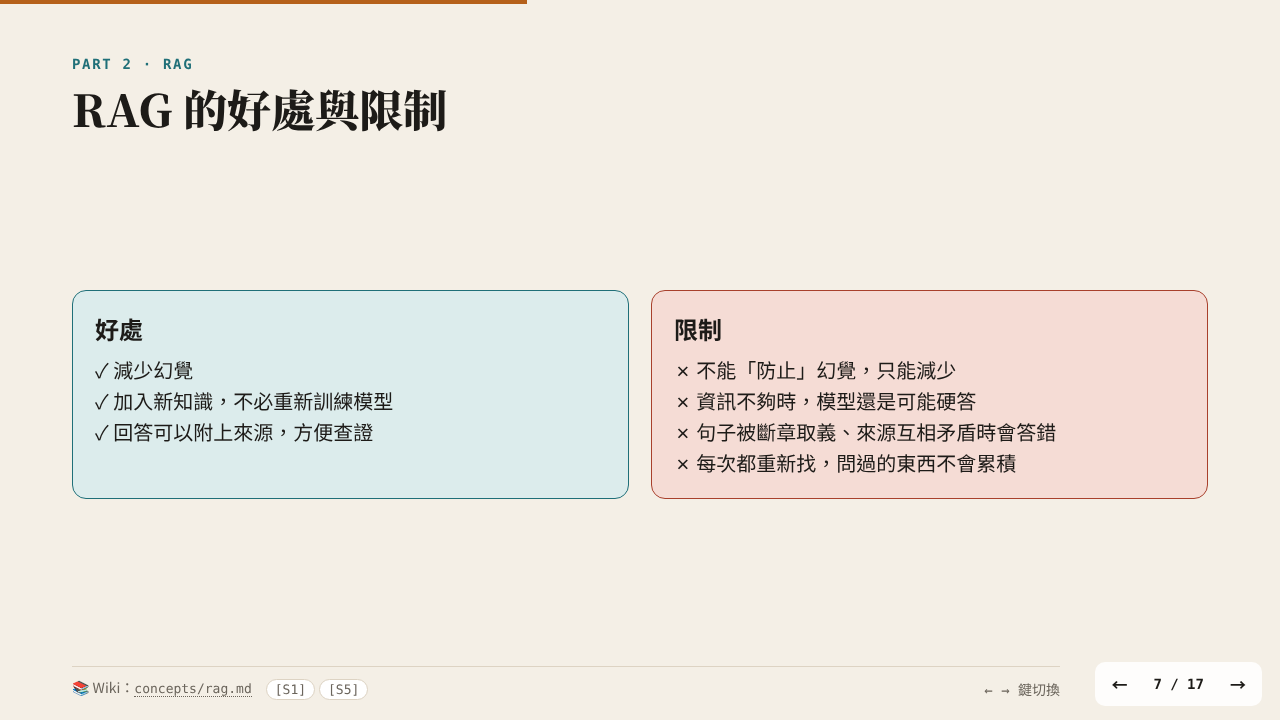 PART 2 · RAG
RAG 的好處與限制
好處
✓ 減少幻覺
✓ 加入新知識，不必重新訓練模型
✓ 回答可以附上來源，方便查證
限制
× 不能「防止」幻覺，只能減少
× 資訊不夠時，模型還是可能硬答
× 句子被斷章取義、來源互相矛盾時會答錯
× 每次都重新找，問過的東西不會累積
📚 Wiki：concepts/rag.md [S1] [S5]
← → 鍵切換
← 7 / 17 →